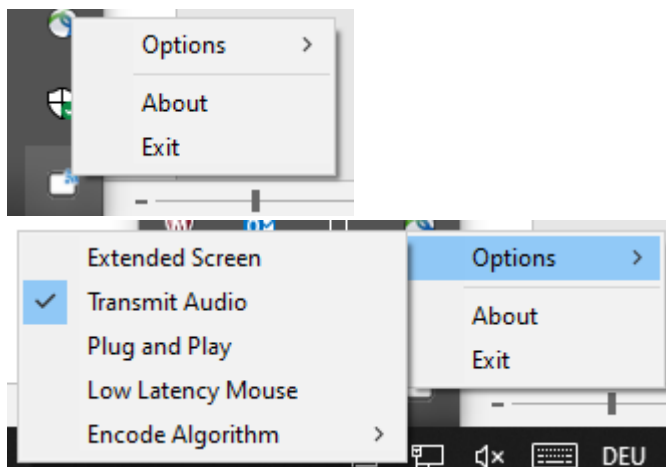 Options
About
Exit
Extended Screen
Transmit Audio
Plug and Play
Low Latency Mouse
Encode Algorithm
Options
About
Exit
DEU